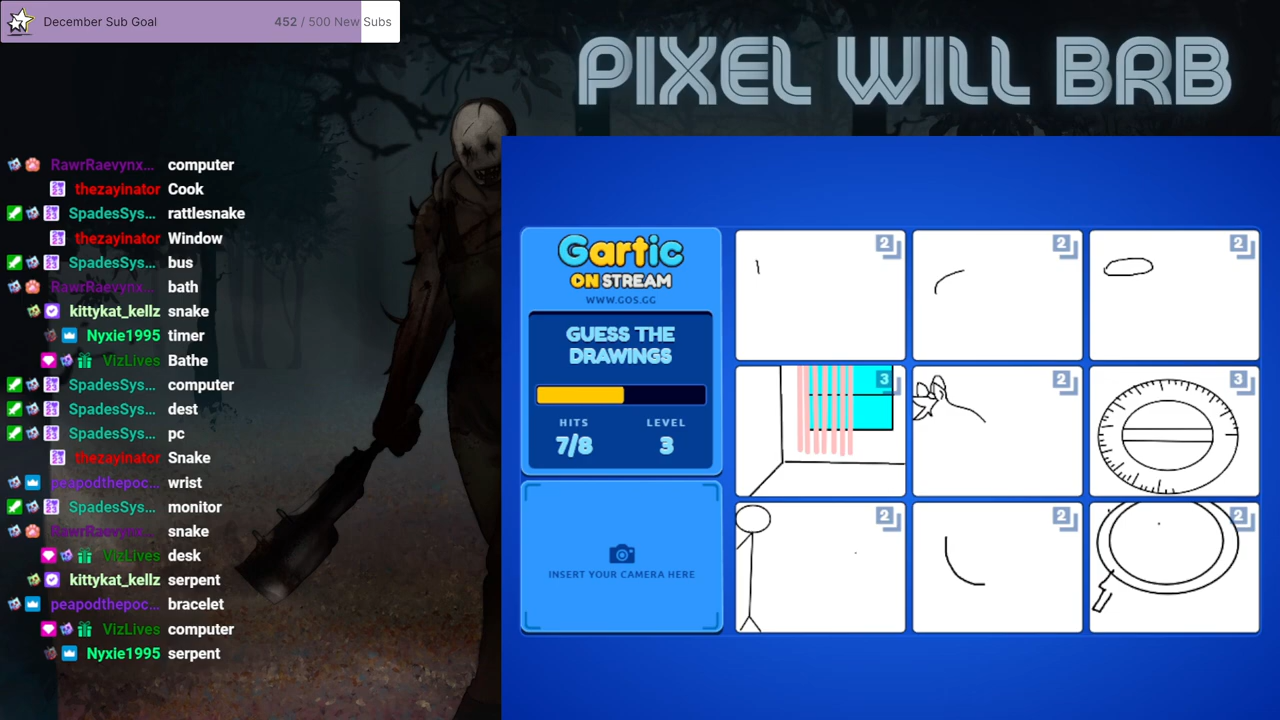 December Sub Goal 452 / 500 New Subs
PIXEL WILL BRB
RawrRaevynx... computer
thezayinator Cook
SpadesSys... rattlesnake
thezayinator Window
SpadesSys... bus
RawrRaevynx... bath
kittykat_kellz snake
Nyxie1995 timer
VizLives Bathe
SpadesSys... computer
SpadesSys... dest
SpadesSys... pc
thezayinator Snake
peapodthepoc... wrist
SpadesSys... monitor
RawrRaevynx... snake
VizLives desk
kittykat_kellz serpent
peapodthepoc... bracelet
VizLives computer
Nyxie1995 serpent
Gartic
ON STREAM
WWW.GOS.GG
GUESS THE
DRAWINGS
HITS LEVEL
7/8 3
INSERT YOUR CAMERA HERE
2 2 2
3 2 3
2 2 2